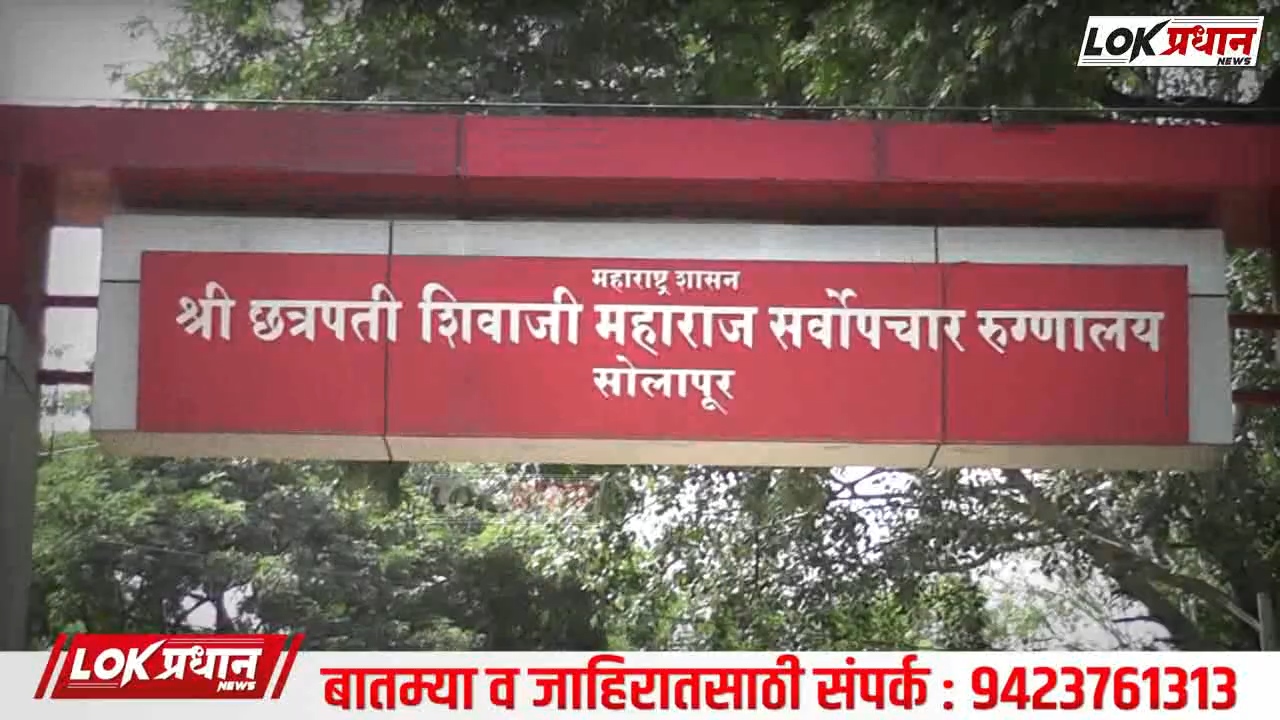 LOK प्रधान
NEWS
महाराष्ट्र शासन
श्री छत्रपती शिवाजी महाराज सर्वोपचार रुग्णालय
सोलापूर
LOK प्रधान
NEWS
बातम्या व जाहिरातसाठी संपर्क : 9423761313